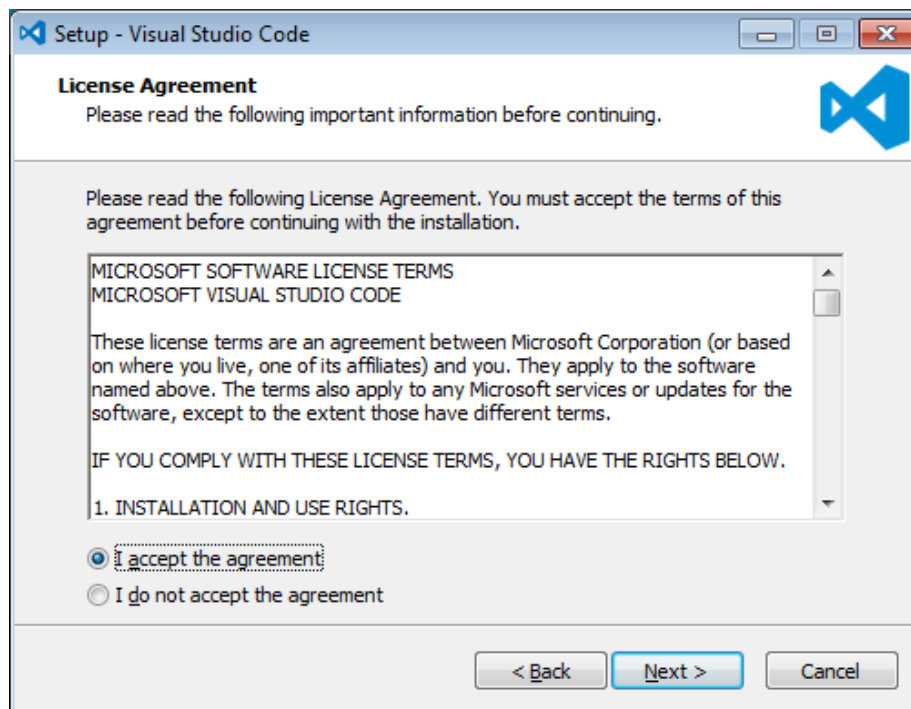 Setup - Visual Studio Code
License Agreement
Please read the following important information before continuing.
Please read the following License Agreement. You must accept the terms of this
agreement before continuing with the installation.
MICROSOFT SOFTWARE LICENSE TERMS
MICROSOFT VISUAL STUDIO CODE
These license terms are an agreement between Microsoft Corporation (or based
on where you live, one of its affiliates) and you. They apply to the software
named above. The terms also apply to any Microsoft services or updates for the
software, except to the extent those have different terms.
IF YOU COMPLY WITH THESE LICENSE TERMS, YOU HAVE THE RIGHTS BELOW.
1. INSTALLATION AND USE RIGHTS.
I accept the agreement
I do not accept the agreement
< Back Next > Cancel